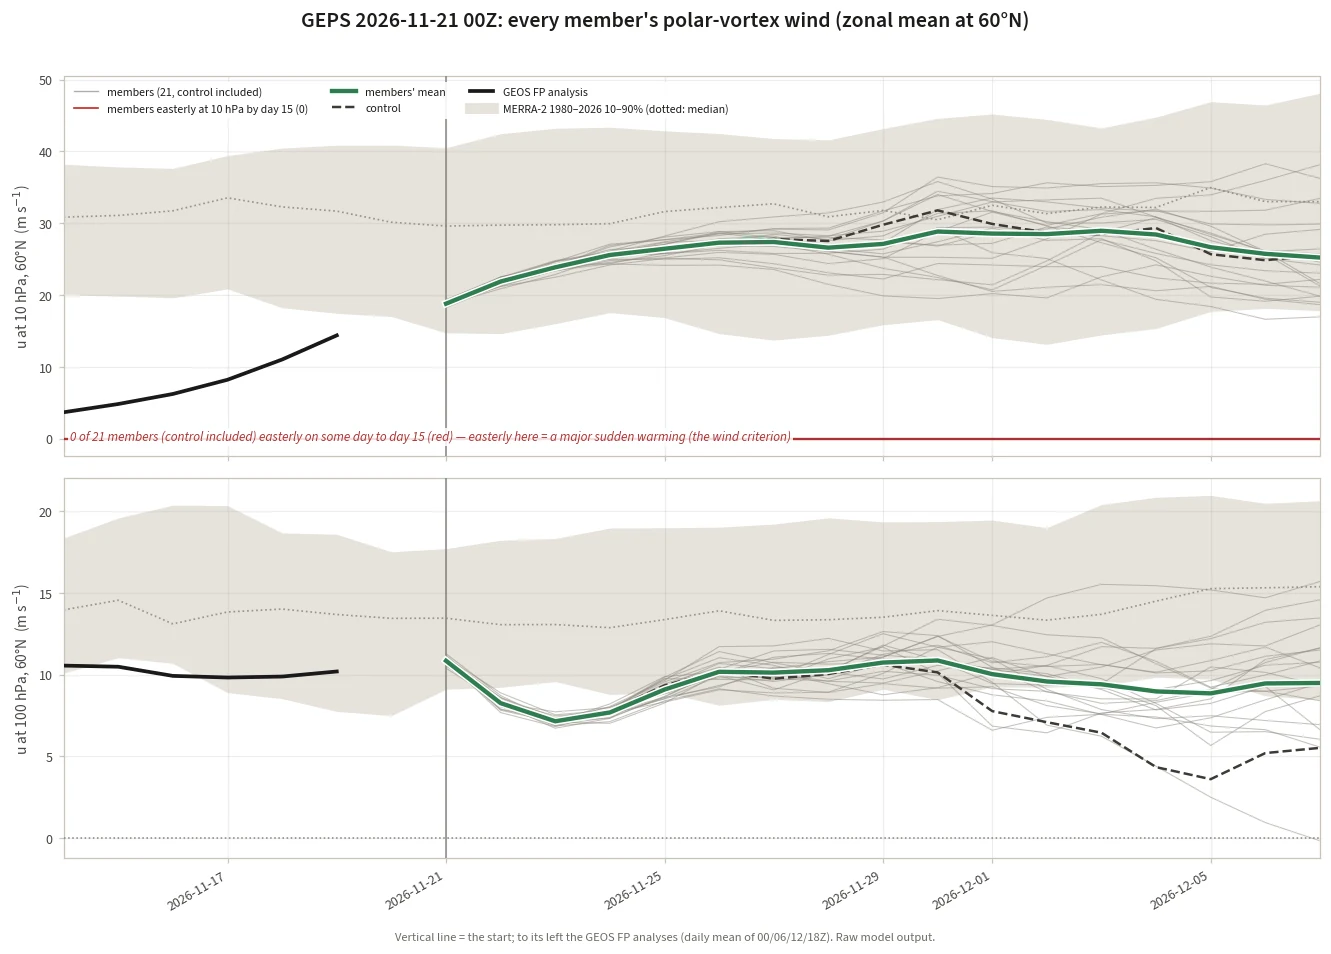 GEPS 2026-11-21 00Z: every member's polar-vortex wind (zonal mean at 60°N)
members (21, control included)
members easterly at 10 hPa by day 15 (0)
members' mean
control
GEOS FP analysis
MERRA-2 1980–2026 10–90% (dotted: median)
u at 10 hPa, 60°N (m s⁻¹)
50
40
30
20
10
0
0 of 21 members (control included) easterly on some day to day 15 (red) — easterly here = a major sudden warming (the wind criterion)
u at 100 hPa, 60°N (m s⁻¹)
20
15
10
5
0
2026-11-17
2026-11-21
2026-11-25
2026-11-29
2026-12-01
2026-12-05
Vertical line = the start; to its left the GEOS FP analyses (daily mean of 00/06/12/18Z). Raw model output.